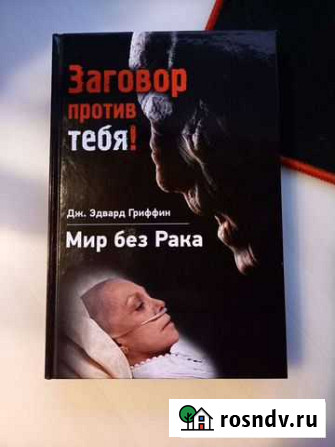 Заговор
против
тебя!
Дж. Эдвард Гриффин
Мир без Рака
rosndv.ru